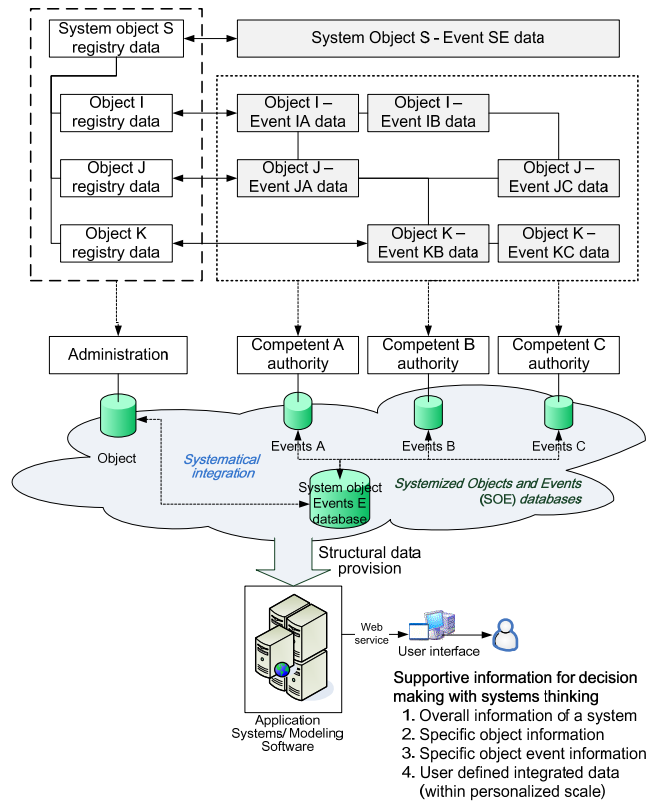 System object S
registry data
System Object S - Event SE data
Object I
registry data
Object I –
Event IA data
Object I –
Event IB data
Object J
registry data
Object J –
Event JA data
Object J –
Event JC data
Object K
registry data
Object K –
Event KB data
Object K –
Event KC data
Administration
Competent A
authority
Competent B
authority
Competent C
authority
Object
Events A
Events B
Events C
Systematical
integration
System object
Events E
database
Systemized Objects and Events
(SOE) databases
Structural data
provision
Web
service
User interface
Application
Systems/ Modeling
Software
Supportive information for decision
making with systems thinking
1. Overall information of a system
2. Specific object information
3. Specific object event information
4. User defined integrated data
(within personalized scale)